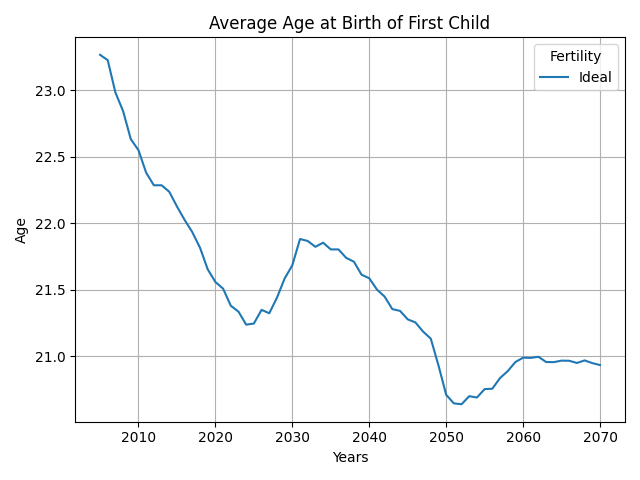 Average Age at Birth of First Child
Fertility
Ideal
Age
23.0
22.5
22.0
21.5
21.0
2010 2020 2030 2040 2050 2060 2070
Years